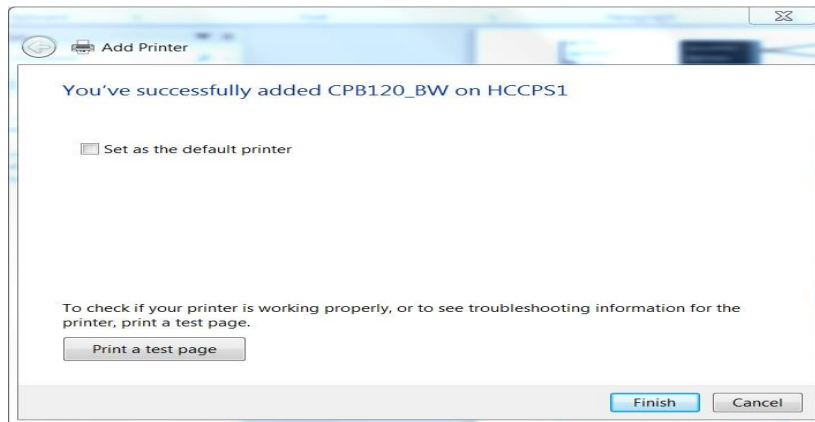 Add Printer
You've successfully added CPB120_BW on HCCPS1
Set as the default printer
To check if your printer is working properly, or to see troubleshooting information for the
printer, print a test page.
Print a test page
Finish
Cancel